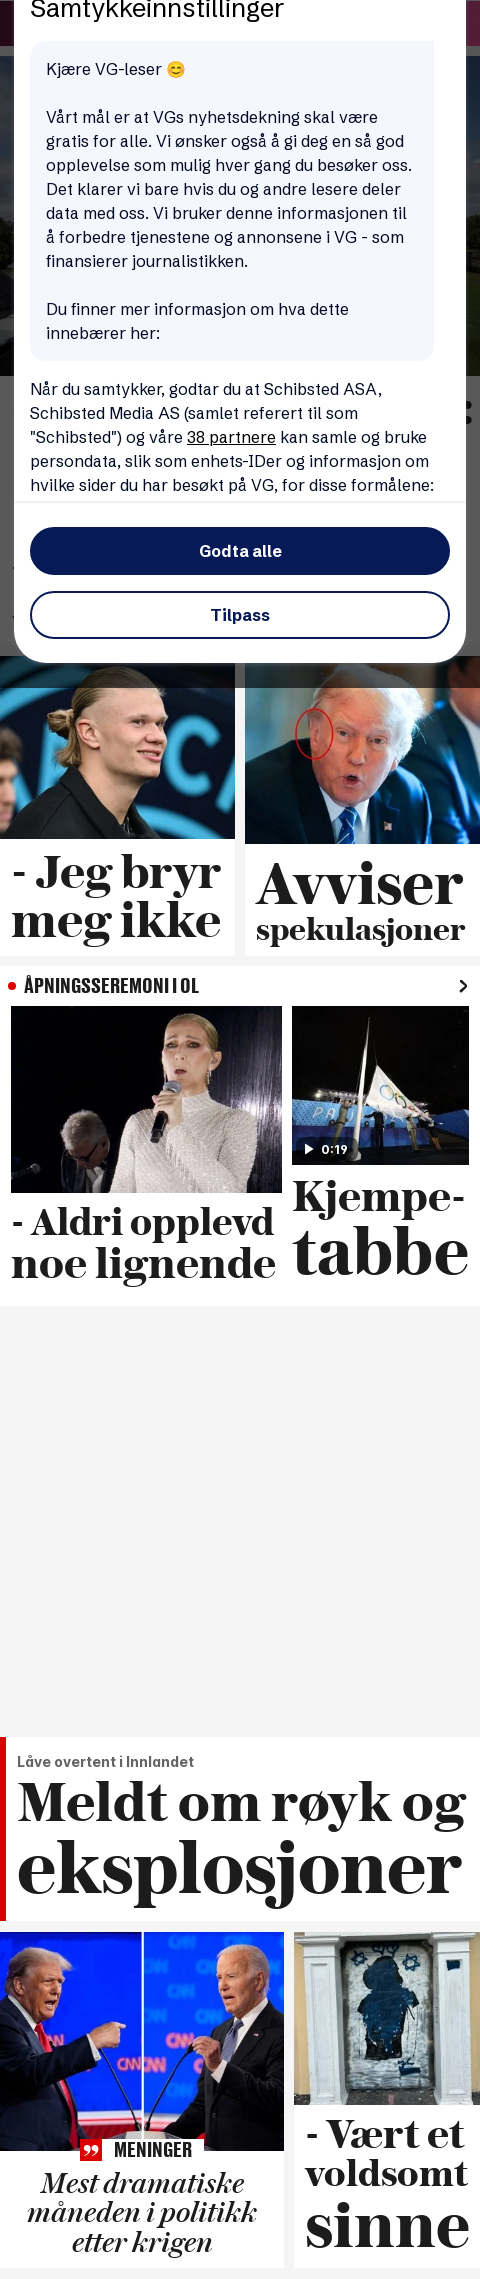 Samtykkeinnstillinger
Kjære VG-leser 😊
Vårt mål er at VGs nyhetsdekning skal være
gratis for alle. Vi ønsker også å gi deg en så god
opplevelse som mulig hver gang du besøker oss.
Det klarer vi bare hvis du og andre lesere deler
data med oss. Vi bruker denne informasjonen til
å forbedre tjenestene og annonsene i VG - som
finansierer journalistikken.
Du finner mer informasjon om hva dette
innebærer her:
Når du samtykker, godtar du at Schibsted ASA,
Schibsted Media AS (samlet referert til som
"Schibsted") og våre 38 partnere kan samle og bruke
persondata, slik som enhets-IDer og informasjon om
hvilke sider du har besøkt på VG, for disse formålene:
Godta alle
Tilpass
- Jeg bryr
meg ikke
Avviser
spekulasjoner
ÅPNINGSSEREMONI I OL
0:19
- Aldri opplevd
noe lignende
Kjempe-
tabbe
Låve overtent i Innlandet
Meldt om røyk og
eksplosjoner
CNN
CNN
CNN
MENINGER
Mest dramatiske
måneden i politikk
etter krigen
- Vært et
voldsomt
sinne